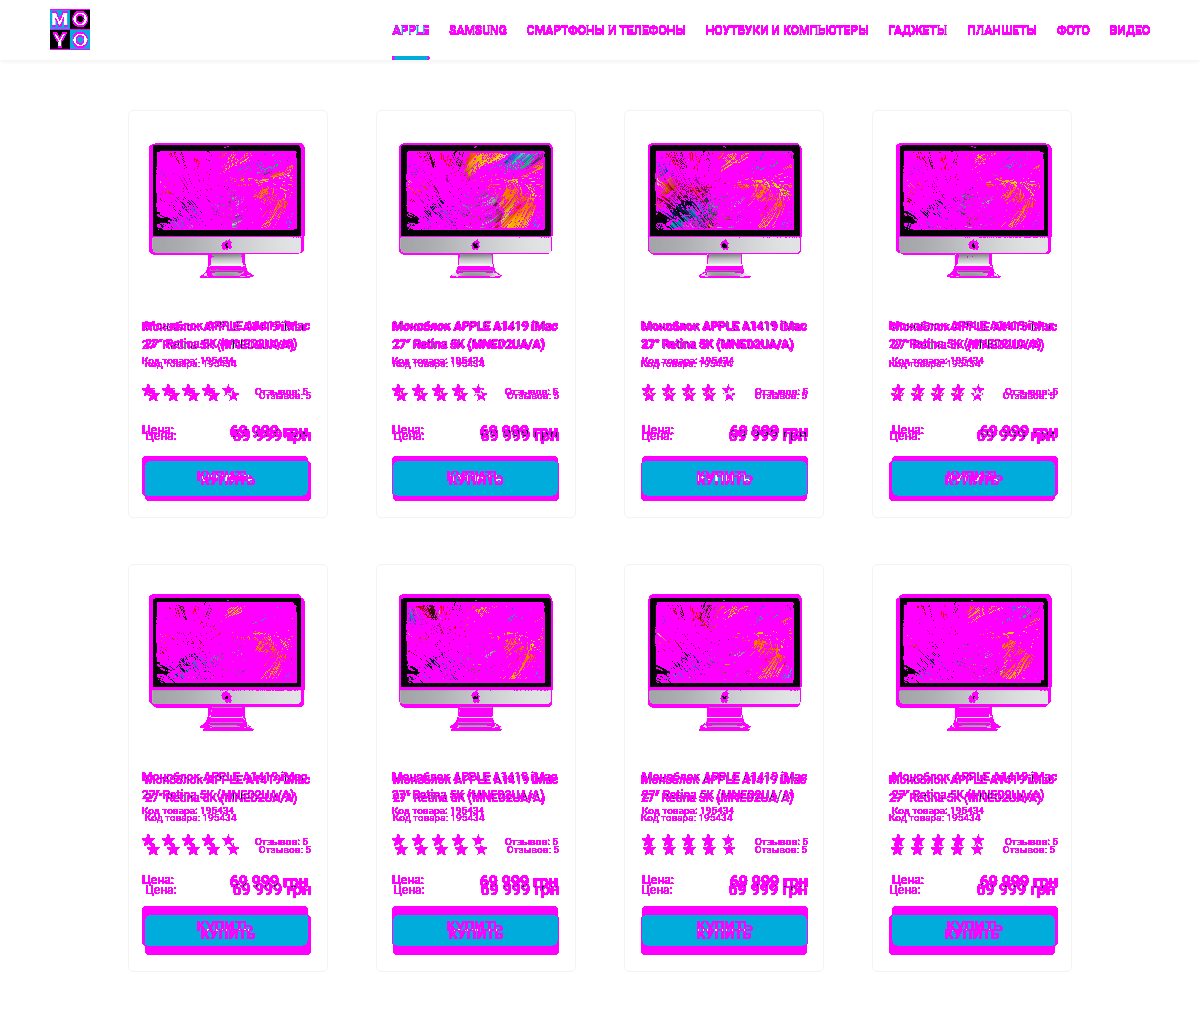 MOYO
APPLE SAMSUNG СМАРТФОНЫ И ТЕЛЕФОНЫ НОУТБУКИ И КОМПЬЮТЕРЫ ГАДЖЕТЫ ПЛАНШЕТЫ ФОТО ВИДЕО
Моноблок APPLE A1419 iMac
27" Retina 5K (MNED2UA/A)
Код товара: 195434
Отзывов: 5
Цена: 69 999 грн
КУПИТЬ
Моноблок APPLE A1419 iMac
27" Retina 5K (MNED2UA/A)
Код товара: 195434
Отзывов: 5
Цена: 69 999 грн
КУПИТЬ
Моноблок APPLE A1419 iMac
27" Retina 5K (MNED2UA/A)
Код товара: 195434
Отзывов: 5
Цена: 69 999 грн
КУПИТЬ
Моноблок APPLE A1419 iMac
27" Retina 5K (MNED2UA/A)
Код товара: 195434
Отзывов: 5
Цена: 69 999 грн
КУПИТЬ
Моноблок APPLE A1419 iMac
27" Retina 5K (MNED2UA/A)
Код товара: 195434
Отзывов: 5
Цена: 69 999 грн
КУПИТЬ
Моноблок APPLE A1419 iMac
27" Retina 5K (MNED2UA/A)
Код товара: 195434
Отзывов: 5
Цена: 69 999 грн
КУПИТЬ
Моноблок APPLE A1419 iMac
27" Retina 5K (MNED2UA/A)
Код товара: 195434
Отзывов: 5
Цена: 69 999 грн
КУПИТЬ
Моноблок APPLE A1419 iMac
27" Retina 5K (MNED2UA/A)
Код товара: 195434
Отзывов: 5
Цена: 69 999 грн
КУПИТЬ